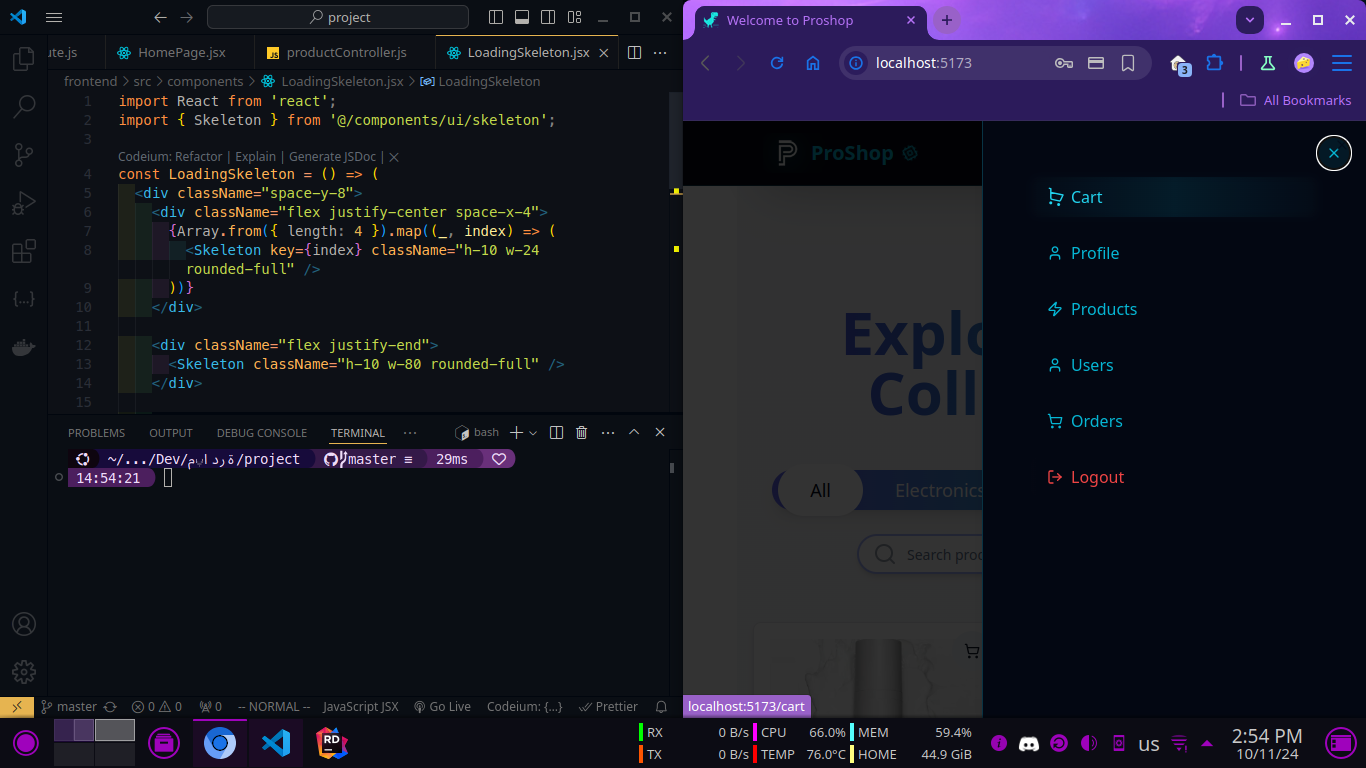 project
ute.js
HomePage.jsx
productController.js
LoadingSkeleton.jsx
frontend > src > components > LoadingSkeleton.jsx > LoadingSkeleton
1 import React from 'react';
2 import { Skeleton } from '@/components/ui/skeleton';
3
Codeium: Refactor | Explain | Generate JSDoc | ×
4 const LoadingSkeleton = () => (
5 <div className="space-y-8">
6 <div className="flex justify-center space-x-4">
7 {Array.from({ length: 4 }).map((_, index) => (
8 <Skeleton key={index} className="h-10 w-24
rounded-full" />
9 ))}
10 </div>
11
12 <div className="flex justify-end">
13 <Skeleton className="h-10 w-80 rounded-full" />
14 </div>
15
PROBLEMS OUTPUT DEBUG CONSOLE TERMINAL ... bash
~/.../Dev/ /project master ≡ 29ms
14:54:21
master 0 0 0 -- NORMAL -- JavaScript JSX Go Live Codeium: {...} Prettier
Welcome to Proshop
localhost:5173
3
All Bookmarks
ProShop
Explo
Coll
All
Electronics
Search prod
Cart
Profile
Products
Users
Orders
Logout
localhost:5173/cart
RD
RX 0 B/s CPU 66.0% MEM 59.4%
TX 0 B/s TEMP 76.0°C HOME 44.9 GiB
us
2:54 PM
10/11/24